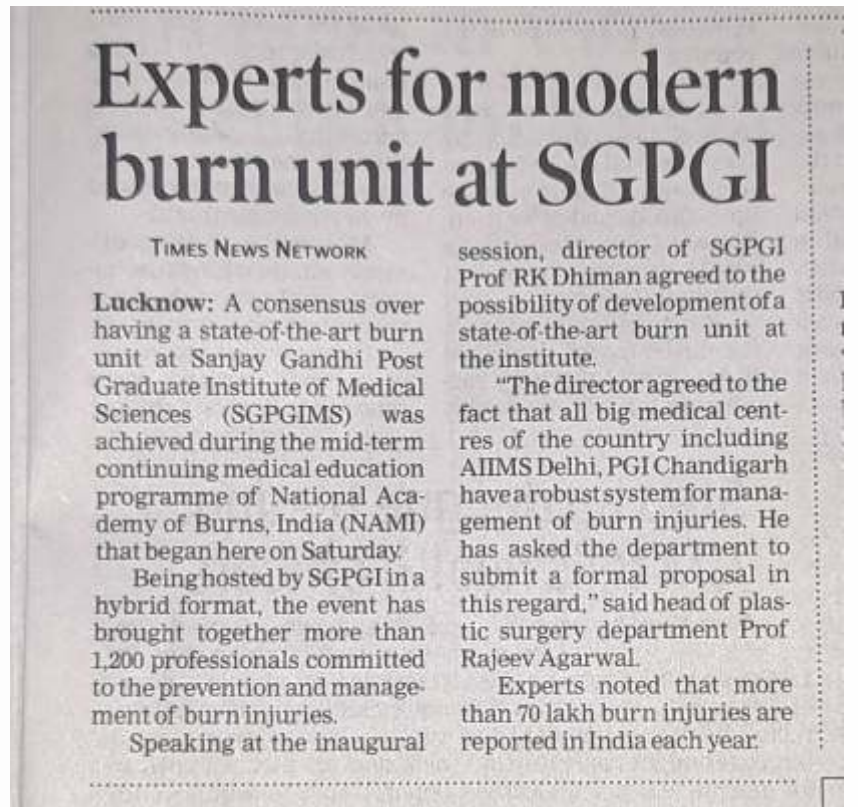 Experts for modern
burn unit at SGPGI
TIMES NEWS NETWORK
Lucknow: A consensus over
having a state-of-the-art burn
unit at Sanjay Gandhi Post
Graduate Institute of Medical
Sciences (SGPGIMS) was
achieved during the mid-term
continuing medical education
programme of National Aca-
demy of Burns, India (NAMI)
that began here on Saturday.
Being hosted by SGPGI in a
hybrid format, the event has
brought together more than
1,200 professionals committed
to the prevention and manage-
ment of burn injuries.
Speaking at the inaugural
session, director of SGPGI
Prof RK Dhiman agreed to the
possibility of development of a
state-of-the-art burn unit at
the institute.
“The director agreed to the
fact that all big medical cent-
res of the country including
AIIMS Delhi, PGI Chandigarh
have a robust system for mana-
gement of burn injuries. He
has asked the department to
submit a formal proposal in
this regard,” said head of plas-
tic surgery department Prof
Rajeev Agarwal.
Experts noted that more
than 70 lakh burn injuries are
reported in India each year.